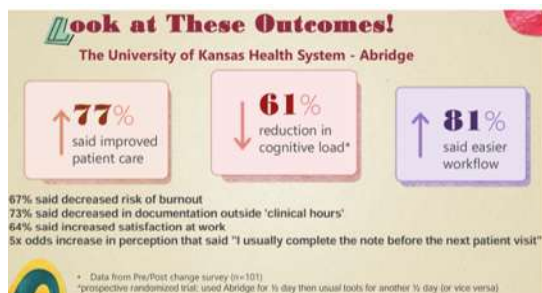 Look at These Outcomes!
The University of Kansas Health System - Abridge
77%
said improved
patient care
61%
reduction in
cognitive load*
81%
said easier
workflow
67% said decreased risk of burnout
73% said decreased in documentation outside 'clinical hours'
64% said increased satisfaction at work
5x odds increase in perception that said "I usually complete the note before the next patient visit"
• Data from Pre/Post change survey (n=101)
*prospective randomized trial: used Abridge for ½ day then usual tools for another ½ day (or vice versa)